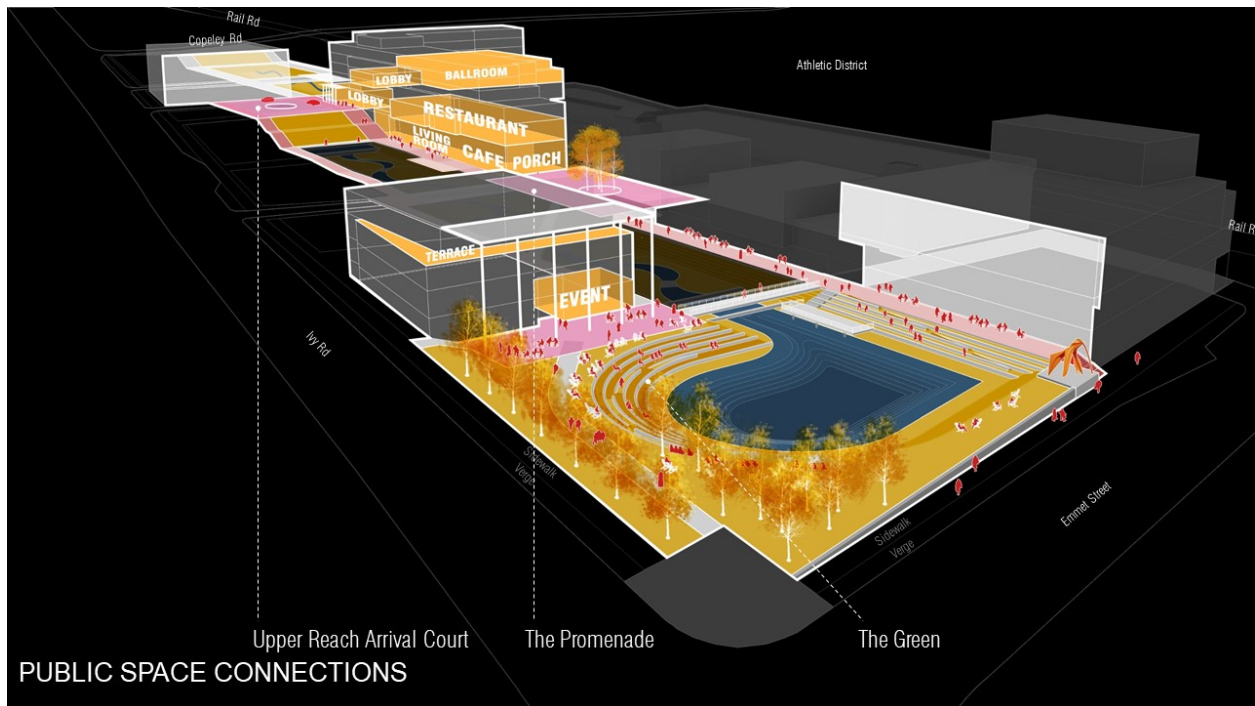 Rail Rd
Copeley Rd
Athletic District
LOBBY
BALLROOM
LOBBY
RESTAURANT
LIVING
ROOM
CAFE
PORCH
Rail R
TERRACE
EVENT
Ivy Rd
Sidewalk
Verge
Sidewalk
Verge
Emmet Street
Upper Reach Arrival Court
The Promenade
The Green
PUBLIC SPACE CONNECTIONS